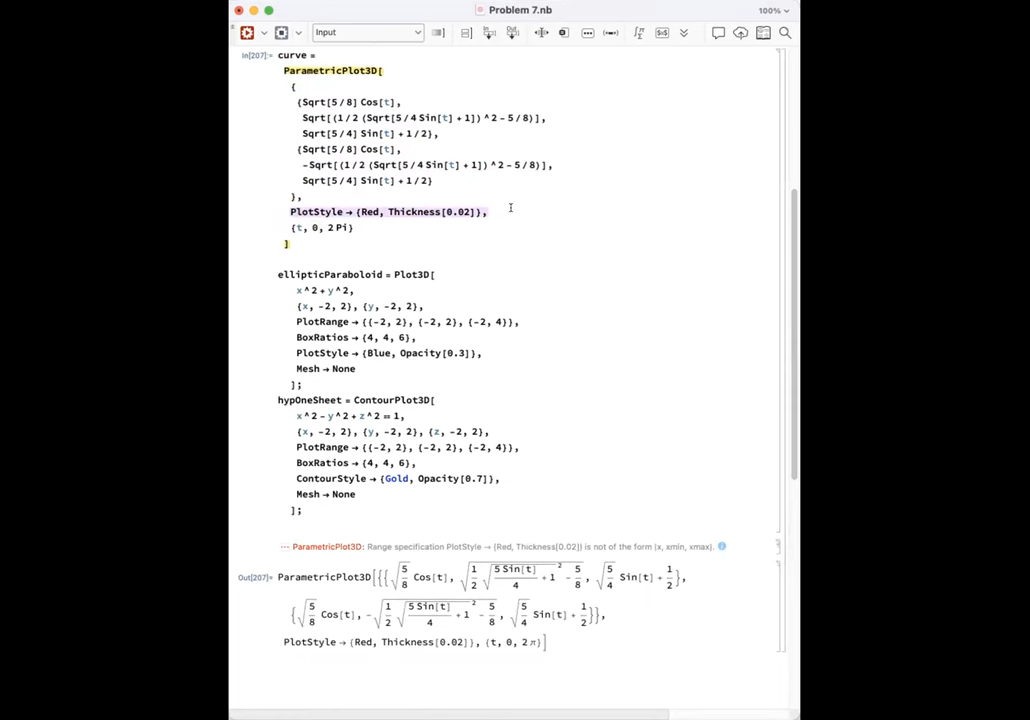 Problem 7.nb
100%
Input
In[207]:= curve =
ParametricPlot3D[
{
{Sqrt[5 / 8] Cos[t],
Sqrt[(1 / 2 (Sqrt[5 / 4 Sin[t] + 1]) ^ 2 - 5 / 8)],
Sqrt[5 / 4] Sin[t] + 1 / 2},
{Sqrt[5 / 8] Cos[t],
-Sqrt[(1 / 2 (Sqrt[5 / 4 Sin[t] + 1]) ^ 2 - 5 / 8)],
Sqrt[5 / 4] Sin[t] + 1 / 2}
},
PlotStyle → {Red, Thickness[0.02]},
{t, 0, 2 Pi}
]
ellipticParaboloid = Plot3D[
x ^ 2 + y ^ 2,
{x, -2, 2}, {y, -2, 2},
PlotRange → {{-2, 2}, {-2, 2}, {-2, 4}},
BoxRatios → {4, 4, 6},
PlotStyle → {Blue, Opacity[0.3]},
Mesh → None
];
hypOneSheet = ContourPlot3D[
x ^ 2 - y ^ 2 + z ^ 2 == 1,
{x, -2, 2}, {y, -2, 2}, {z, -2, 2},
PlotRange → {{-2, 2}, {-2, 2}, {-2, 4}},
BoxRatios → {4, 4, 6},
ContourStyle → {Gold, Opacity[0.7]},
Mesh → None
];
ParametricPlot3D: Range specification PlotStyle → {Red, Thickness[0.02]} is not of the form {x, xmin, xmax}.
Out[207]= ParametricPlot3D[{{√(5/8) Cos[t], √(1/2 √(5 Sin[t]/4 + 1)² - 5/8), √(5/4) Sin[t] + 1/2},
{√(5/8) Cos[t], -√(1/2 √(5 Sin[t]/4 + 1)² - 5/8), √(5/4) Sin[t] + 1/2}},
PlotStyle → {Red, Thickness[0.02]}, {t, 0, 2 π}]